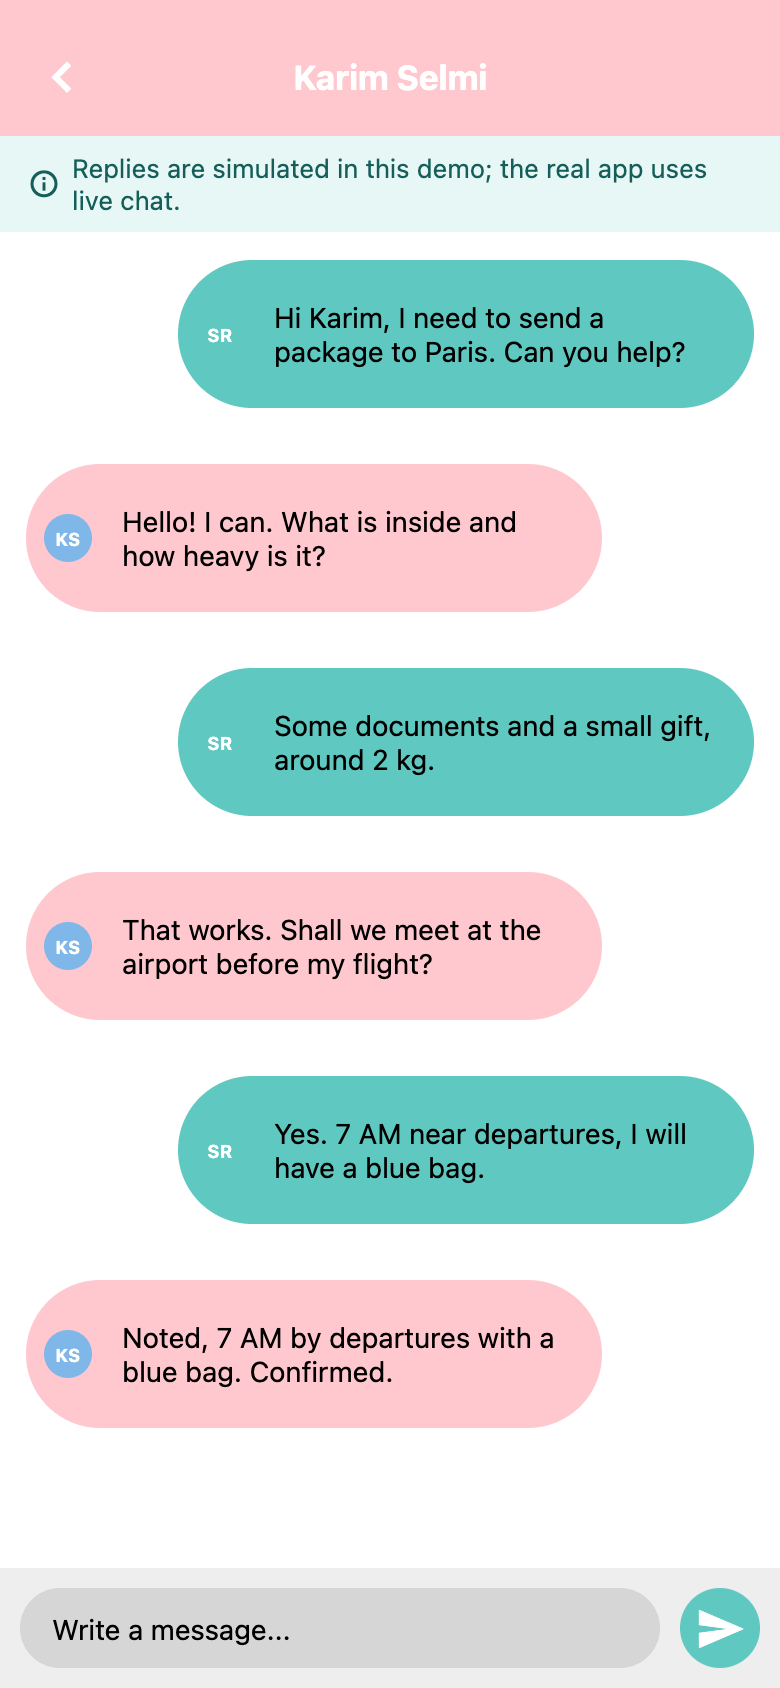 Karim Selmi
Replies are simulated in this demo; the real app uses
live chat.
SR
Hi Karim, I need to send a
package to Paris. Can you help?
KS
Hello! I can. What is inside and
how heavy is it?
SR
Some documents and a small gift,
around 2 kg.
KS
That works. Shall we meet at the
airport before my flight?
SR
Yes. 7 AM near departures, I will
have a blue bag.
KS
Noted, 7 AM by departures with a
blue bag. Confirmed.
Write a message...